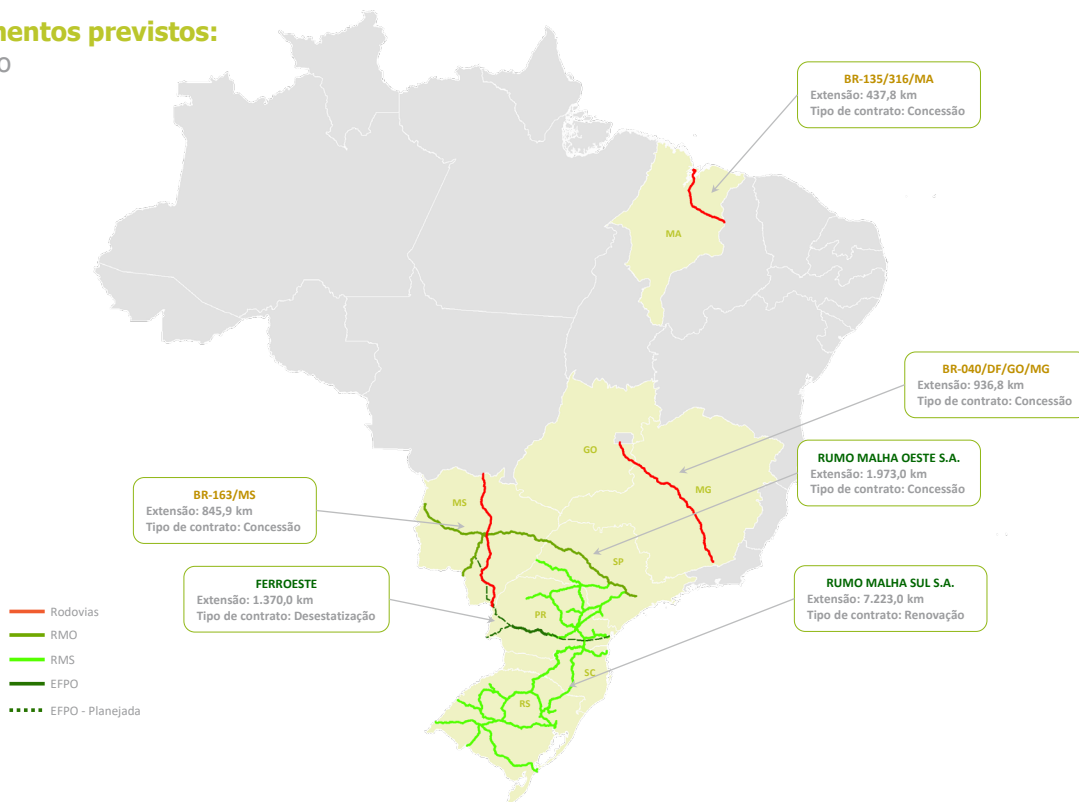 mentos previstos:
BR-135/316/MA
Extensão: 437,8 km
Tipo de contrato: Concessão
MA
BR-040/DF/GO/MG
Extensão: 936,8 km
Tipo de contrato: Concessão
GO
RUMO MALHA OESTE S.A.
Extensão: 1.973,0 km
Tipo de contrato: Concessão
MG
BR-163/MS
Extensão: 845,9 km
Tipo de contrato: Concessão
MS
SP
FERROESTE
Extensão: 1.370,0 km
Tipo de contrato: Desestatização
RUMO MALHA SUL S.A.
Extensão: 7.223,0 km
Tipo de contrato: Renovação
PR
SC
RS
Rodovias
RMO
RMS
EFPO
EFPO - Planejada